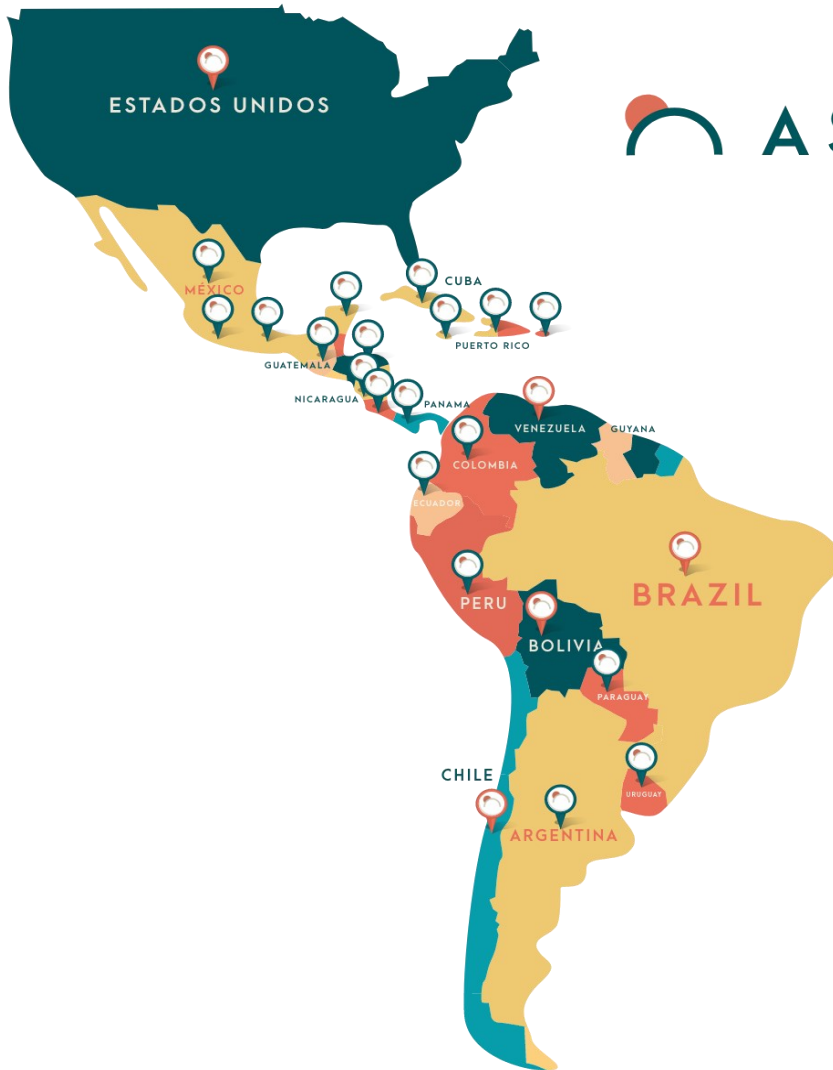 ESTADOS UNIDOS
A
CUBA
MÉXICO
PUERTO RICO
GUATEMALA
NICARAGUA
PANAMA
VENEZUELA
GUYANA
COLOMBIA
ECUADOR
BRAZIL
PERU
BOLIVIA
PARAGUAY
CHILE
URUGUAY
ARGENTINA